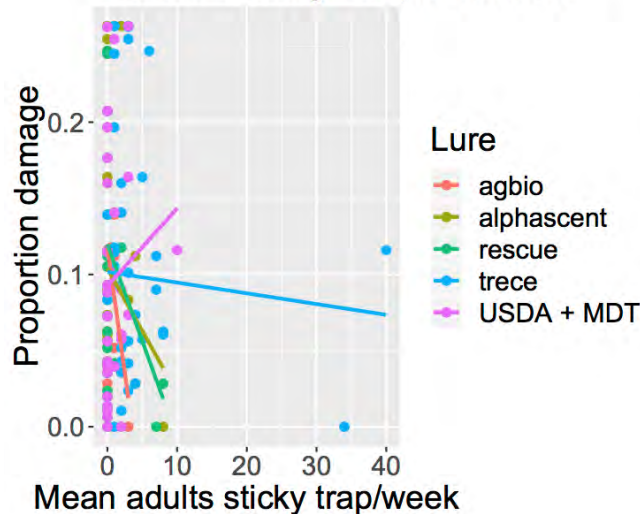 Proportion damage
0.2
0.1
0.0
0 10 20 30 40
Mean adults sticky trap/week
Lure
agbio
alphascent
rescue
trece
USDA + MDT